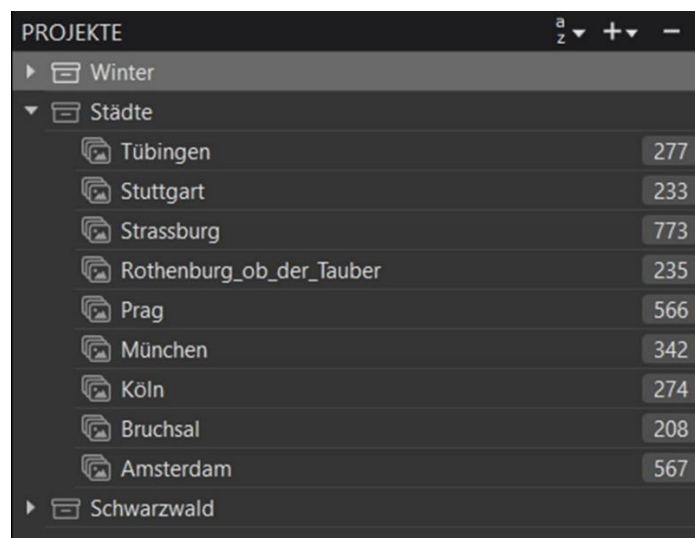 PROJEKTE a z
Winter
Städte
Tübingen 277
Stuttgart 233
Strassburg 773
Rothenburg_ob_der_Tauber 235
Prag 566
München 342
Köln 274
Bruchsal 208
Amsterdam 567
Schwarzwald